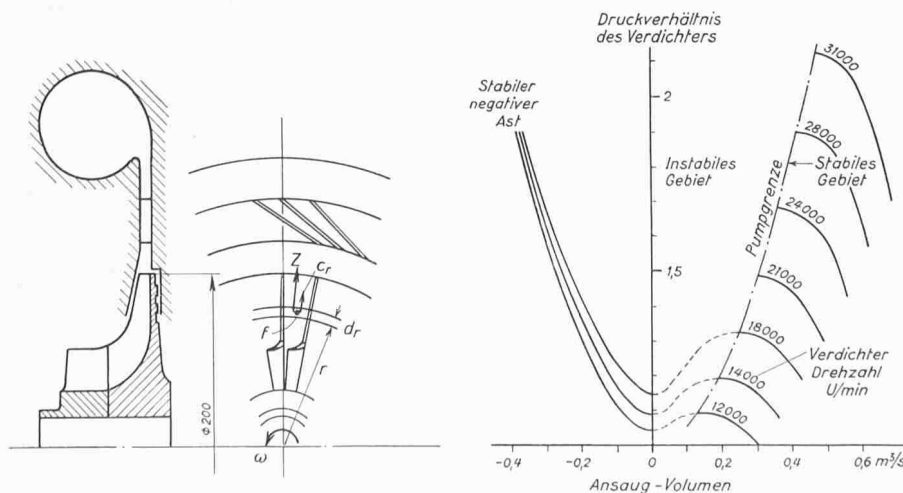 Z
c_r
F
dr
r
ϕ200
ω
Druckverhältnis
des Verdichters
2
1,5
Stabiler
negativer
Ast
Instabiles
Gebiet
Pumpgrenze
Stabiles
Gebiet
31000
28000
24000
21000
18000
14000
12000
Verdichter
Drehzahl
U/min
-0,4
-0,2
0
0,2
0,4
0,6 m³/s
Ansaug-Volumen